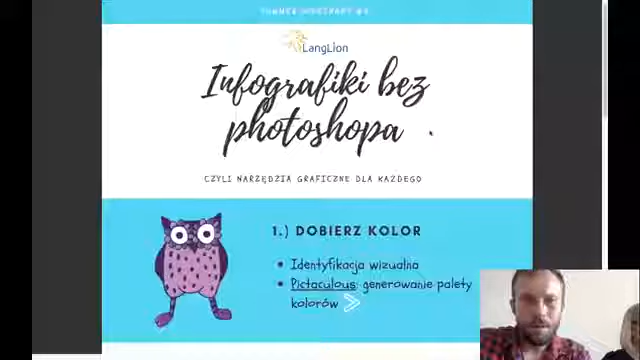 LangLion
Infografiki bez
photoshopa
CZYLI NARZĘDZIA GRAFICZNE DLA KAŻDEGO
1.) DOBIERZ KOLOR
Identyfikacja wizualna
Pictaculous: generowanie palety
kolorów